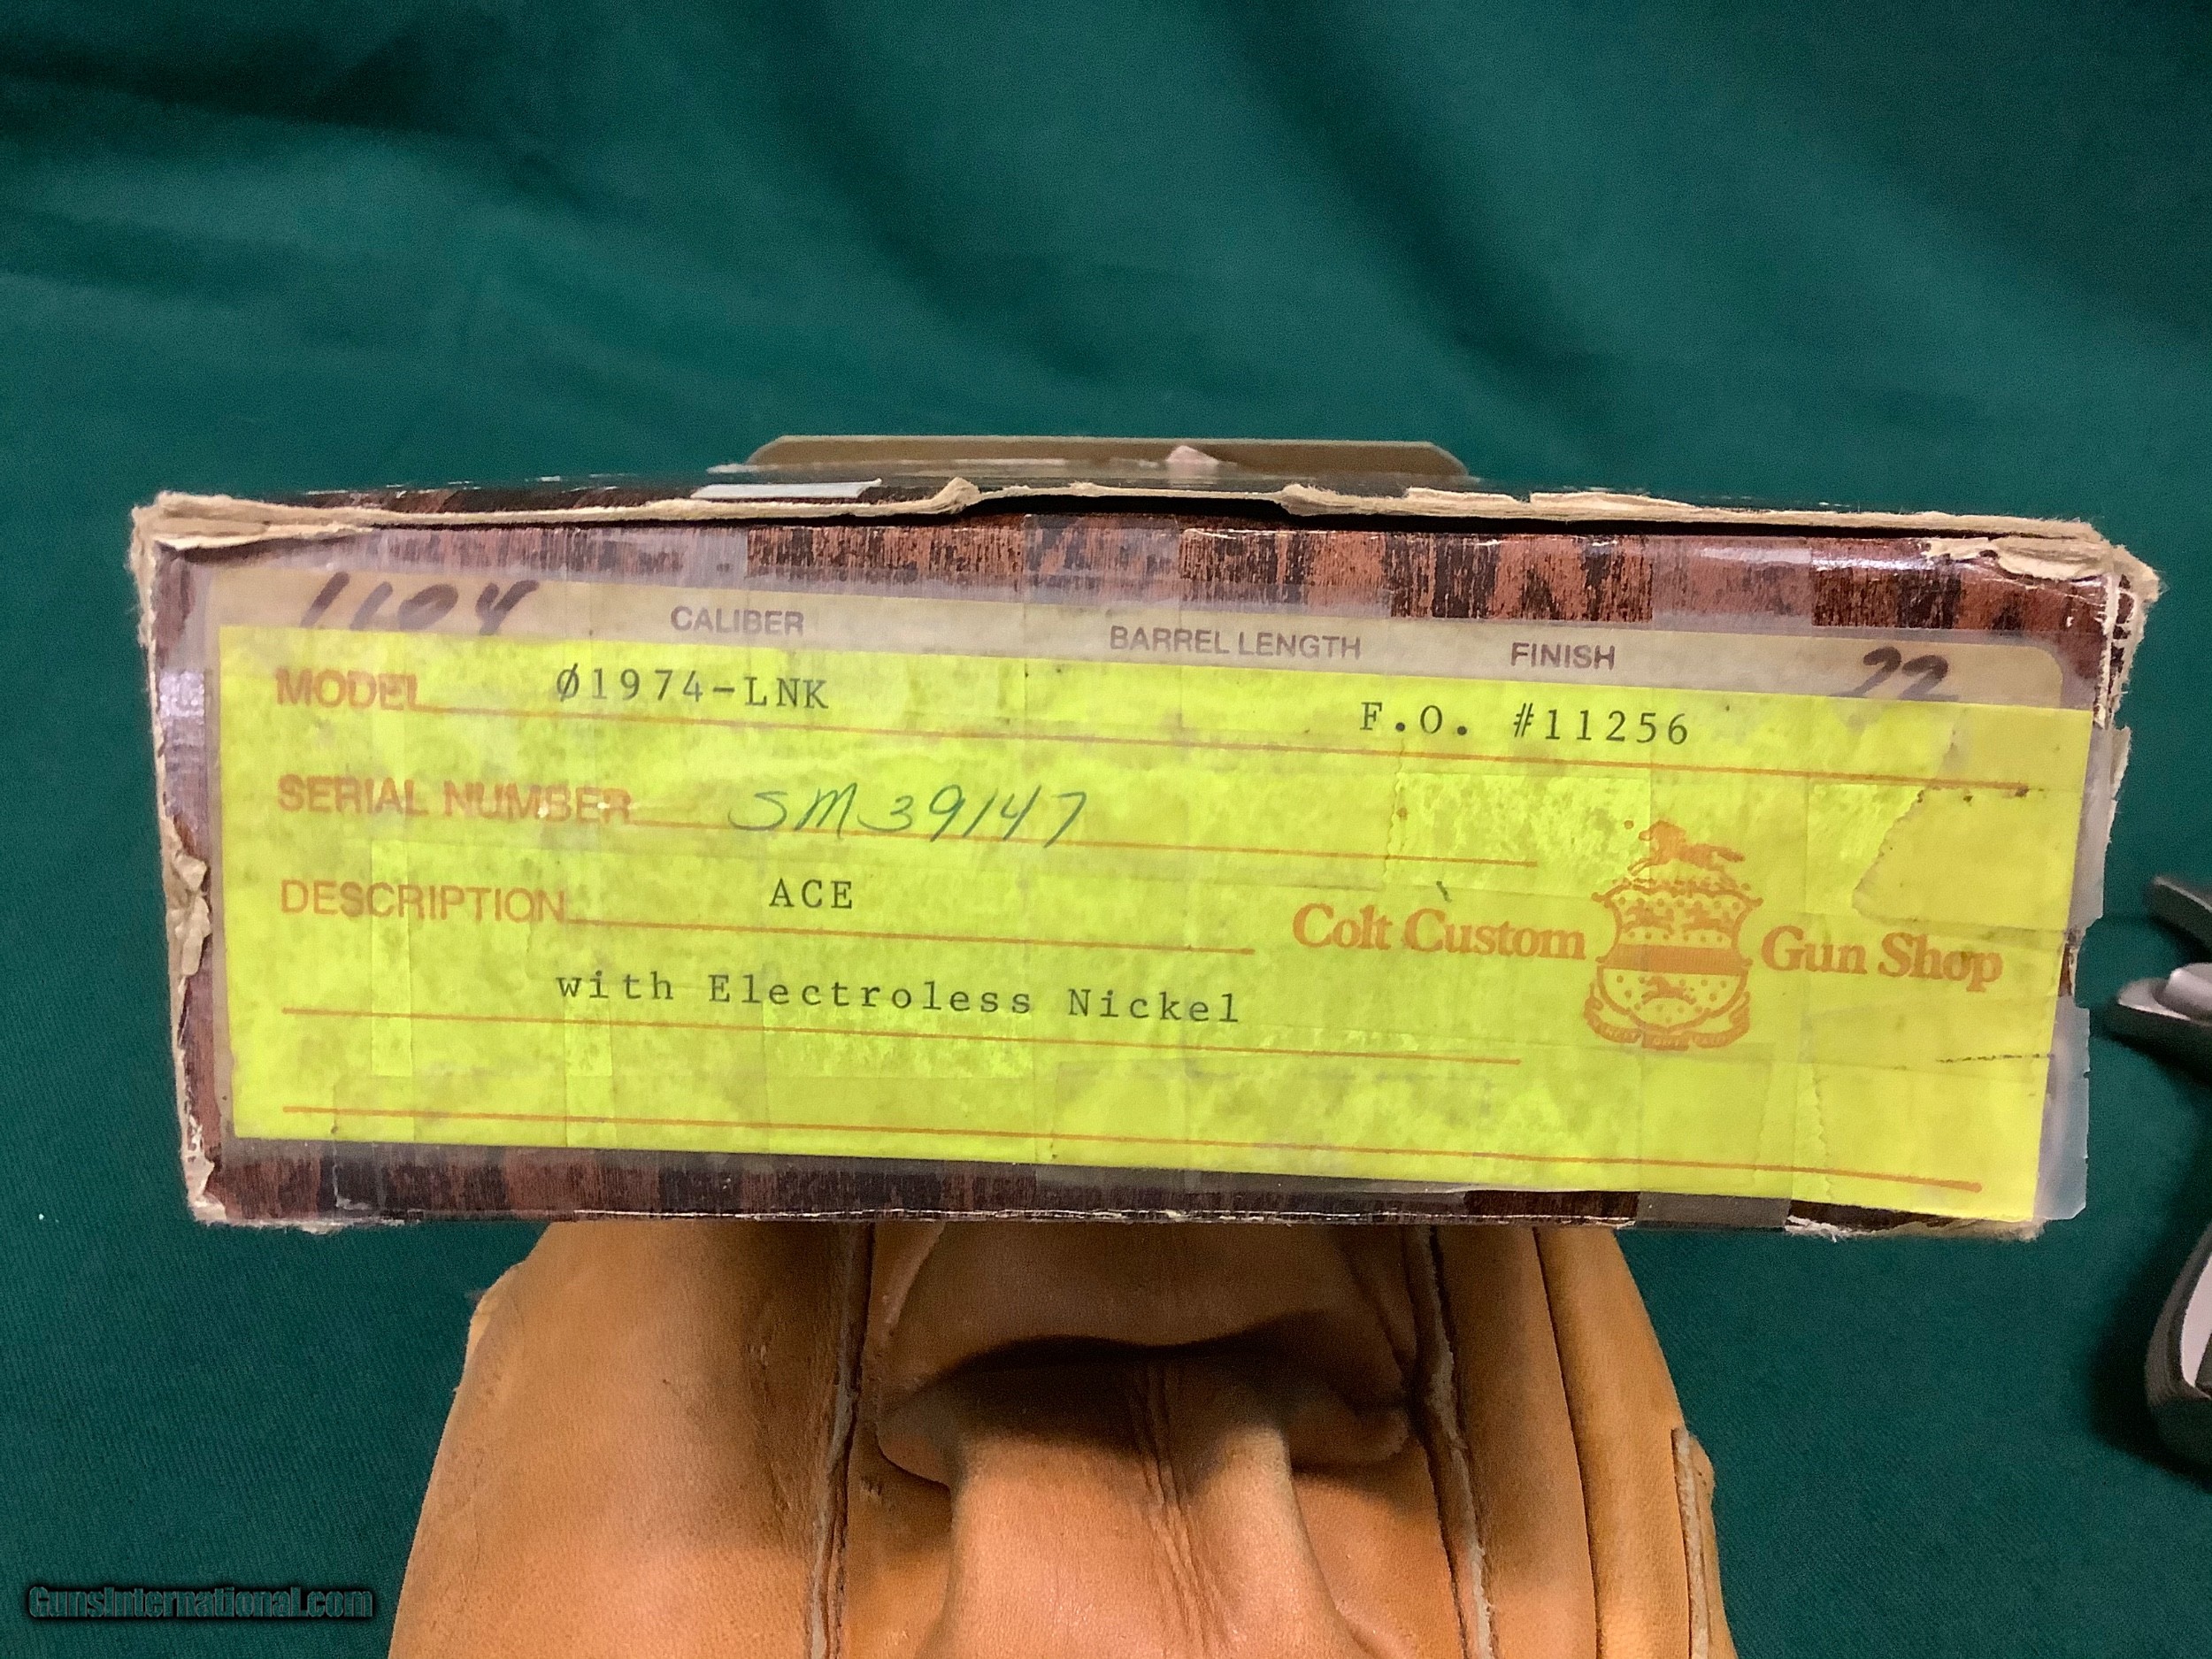 1104 CALIBER BARREL LENGTH FINISH 22
MODEL Ø1974-LNK F.O. #11256
SERIAL NUMBER SM39147
DESCRIPTION ACE
Colt Custom Gun Shop
with Electroless Nickel
GunsInternational.com